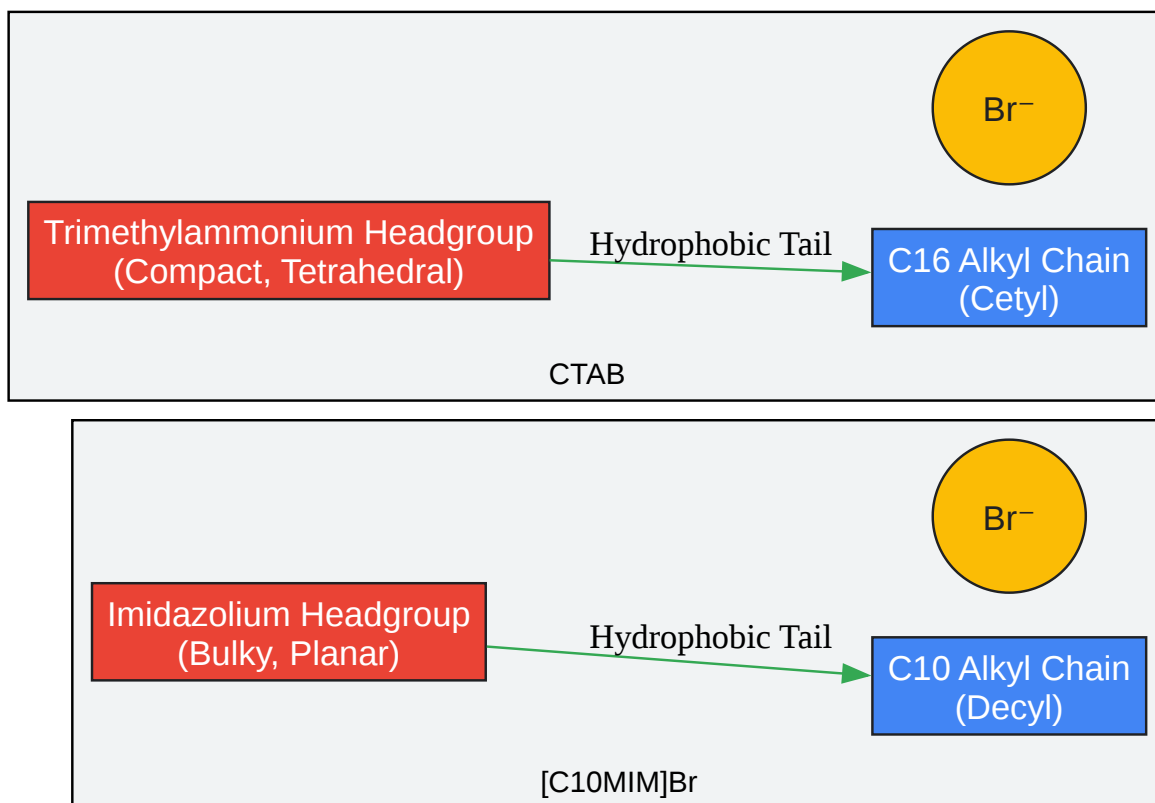 Br⁻
Trimethylammonium Headgroup
(Compact, Tetrahedral)
Hydrophobic Tail
C16 Alkyl Chain
(Cetyl)
CTAB
Br⁻
Imidazolium Headgroup
(Bulky, Planar)
Hydrophobic Tail
C10 Alkyl Chain
(Decyl)
[C10MIM]Br